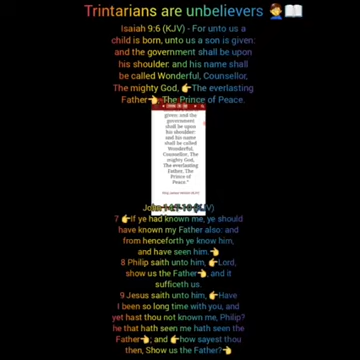 Trintarians are unbelievers 🤦📖
Isaiah 9:6 (KJV) - For unto us a
child is born, unto us a son is given:
and the government shall be upon
his shoulder: and his name shall
be called Wonderful, Counsellor,
The mighty God, 👉The everlasting
Father👈, The Prince of Peace.
given: and the
government
shall be upon
his shoulder:
and his name
shall be called
Wonderful,
Counsellor, The
mighty God,
The everlasting
Father, The
Prince of
Peace."
John 14:7-10 (KJV)
7 👉If ye had known me, ye should
have known my Father also: and
from henceforth ye know him,
and have seen him.👈
8 Philip saith unto him, 👉Lord,
show us the Father👈, and it
sufficeth us.
9 Jesus saith unto him, 👉Have
I been so long time with you, and
yet hast thou not known me, Philip?
he that hath seen me hath seen the
Father👈; and 👉how sayest thou
then, Show us the Father?👈